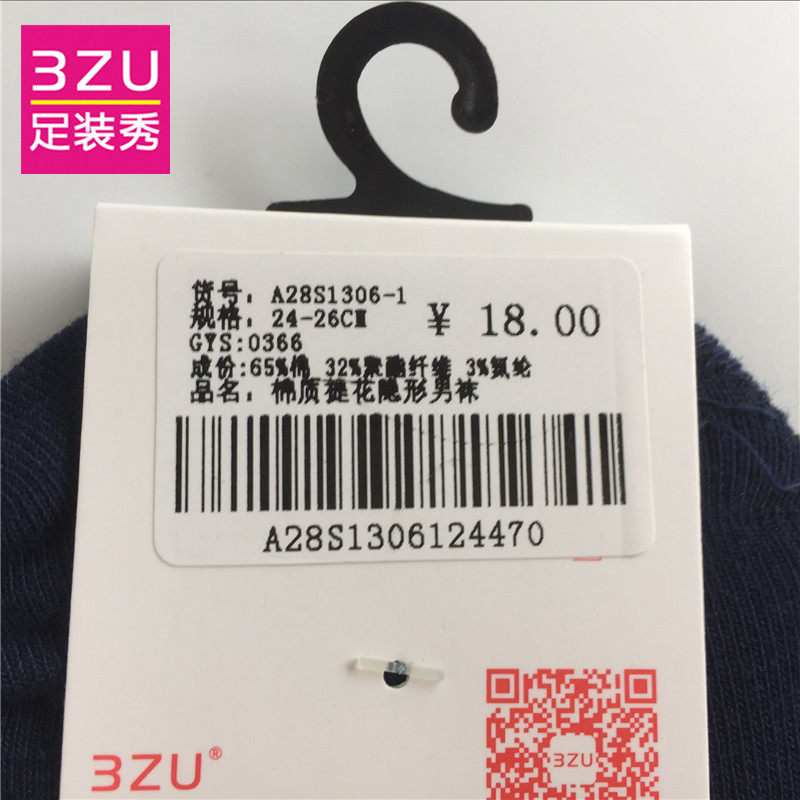 3ZU
足装秀
货号: A28S1306-1
规格: 24-26CM
¥ 18.00
GYS:0366
成份:65%棉 32%聚酯纤维 3%氨纶
品名: 棉质提花隐形男袜
A28S1306124470
3ZU®
3ZU